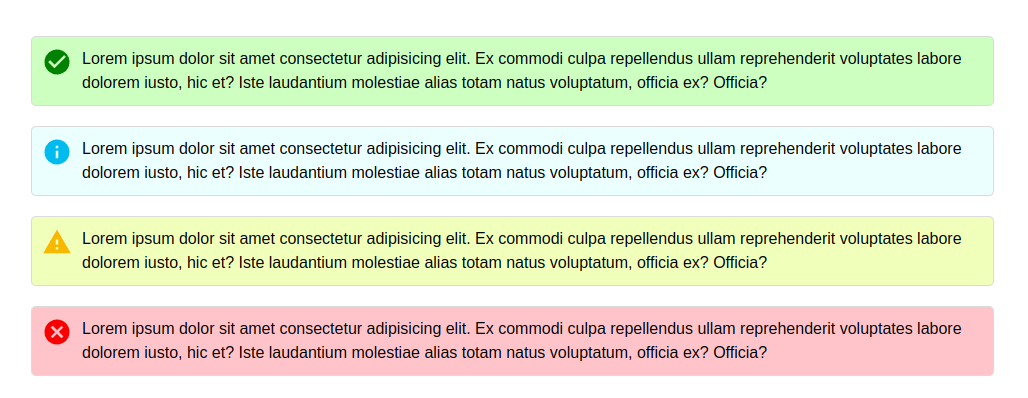 Lorem ipsum dolor sit amet consectetur adipisicing elit. Ex commodi culpa repellendus ullam reprehenderit voluptates labore
dolorem iusto, hic et? Iste laudantium molestiae alias totam natus voluptatum, officia ex? Officia?
Lorem ipsum dolor sit amet consectetur adipisicing elit. Ex commodi culpa repellendus ullam reprehenderit voluptates labore
dolorem iusto, hic et? Iste laudantium molestiae alias totam natus voluptatum, officia ex? Officia?
Lorem ipsum dolor sit amet consectetur adipisicing elit. Ex commodi culpa repellendus ullam reprehenderit voluptates labore
dolorem iusto, hic et? Iste laudantium molestiae alias totam natus voluptatum, officia ex? Officia?
Lorem ipsum dolor sit amet consectetur adipisicing elit. Ex commodi culpa repellendus ullam reprehenderit voluptates labore
dolorem iusto, hic et? Iste laudantium molestiae alias totam natus voluptatum, officia ex? Officia?